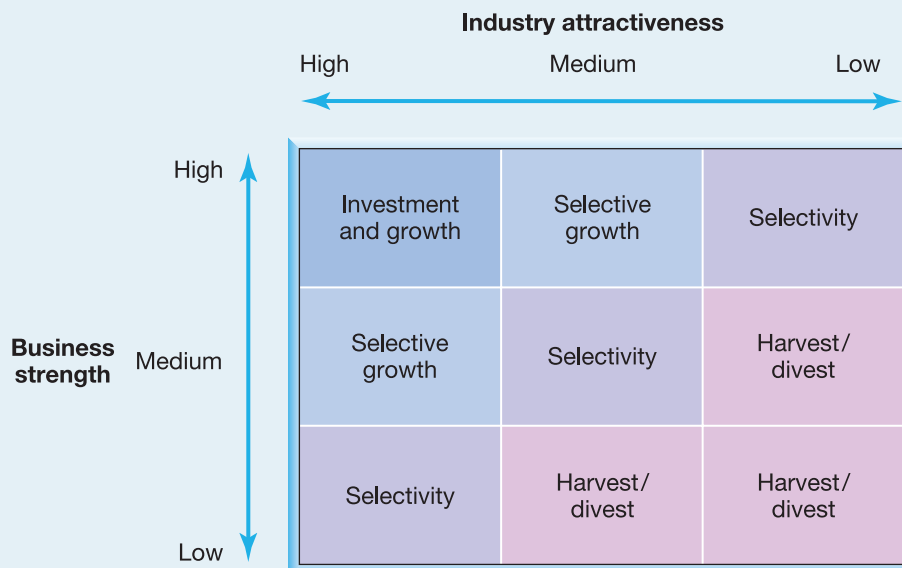 Industry attractiveness
High Medium Low
High
Investment
and growth
Selective
growth
Selectivity
Business
strength
Medium
Selective
growth
Selectivity
Harvest/
divest
Selectivity
Harvest/
divest
Harvest/
divest
Low